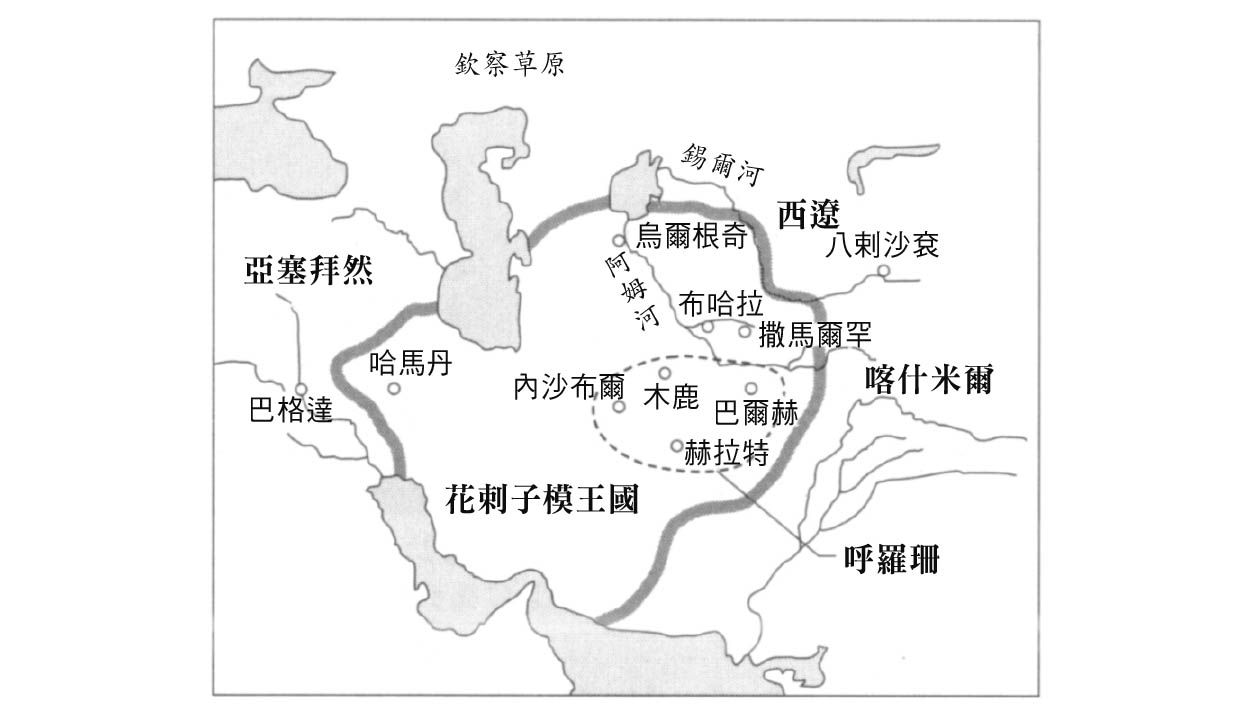 欽察草原
錫爾河
西遼
烏爾根奇
八剌沙袞
亞塞拜然
阿姆河
布哈拉
撒馬爾罕
哈馬丹
內沙布爾
木鹿
喀什米爾
巴格達
巴爾赫
赫拉特
花剌子模王國
呼羅珊